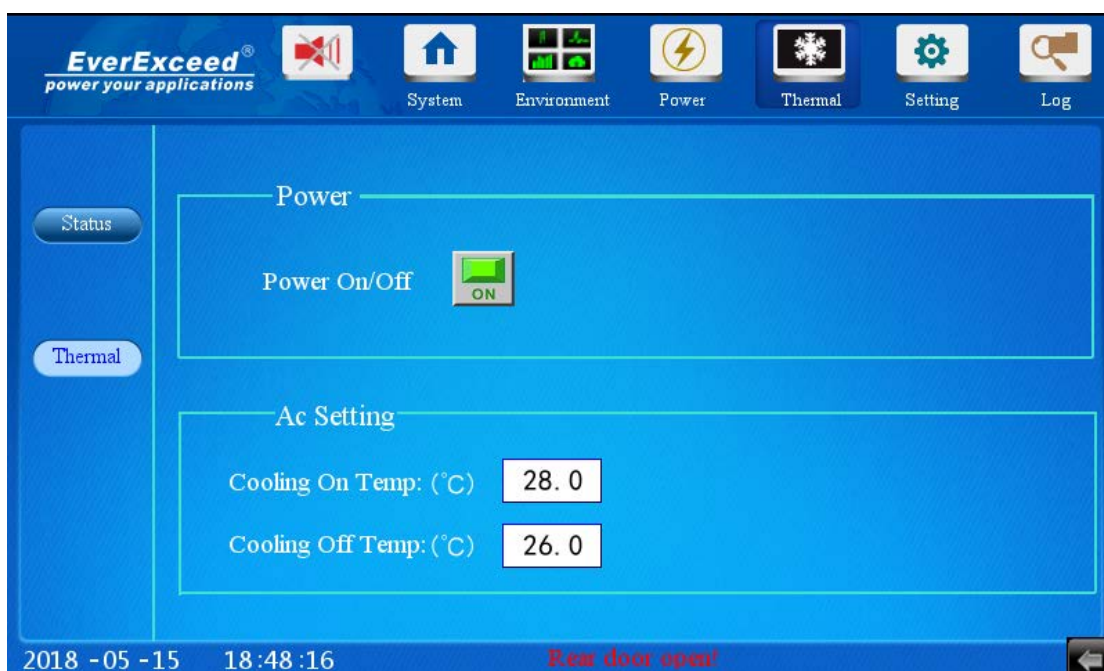 EverExceed®
power your applications
System
Environment
Power
Thermal
Setting
Log
Status
Thermal
Power
Power On/Off
ON
Ac Setting
Cooling On Temp: (°C) 28.0
Cooling Off Temp: (°C) 26.0
2018 -05 -15 18:48:16 Rear door open!